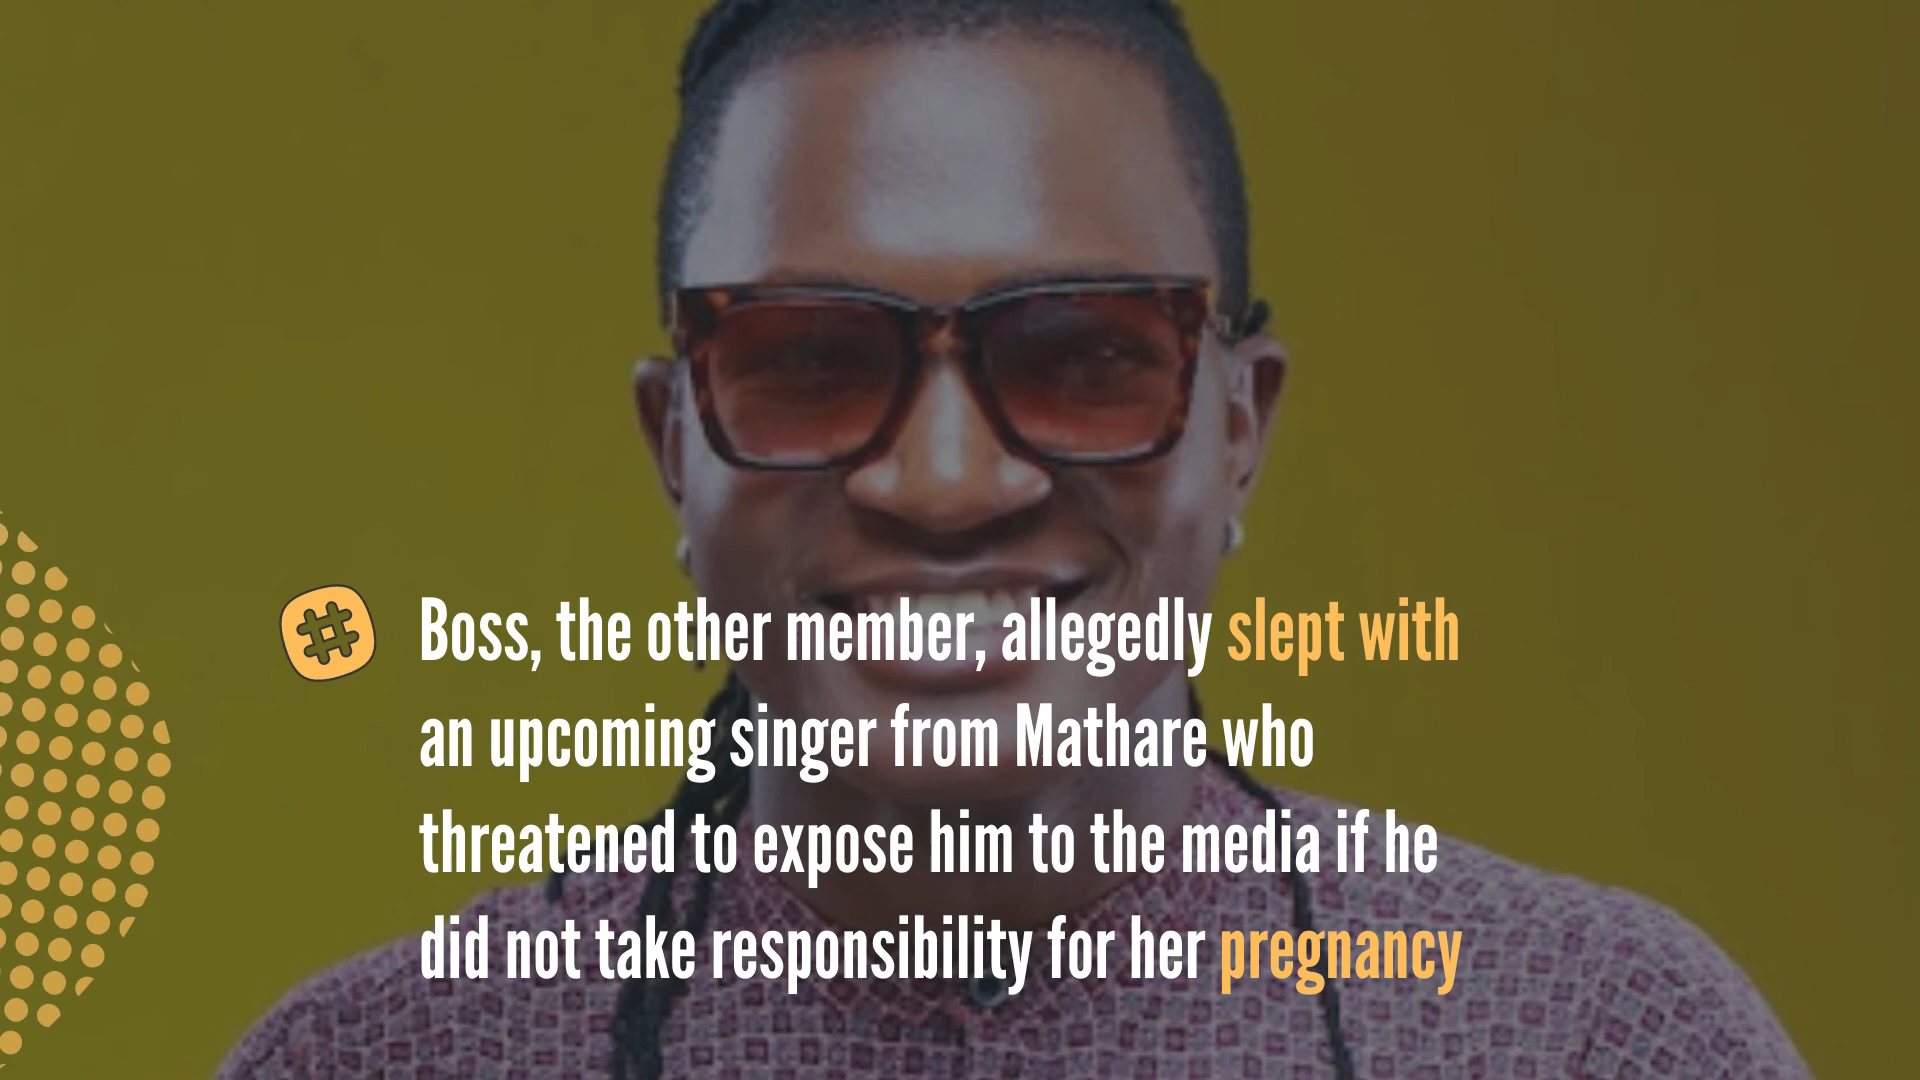 Boss, the other member, allegedly slept with
an upcoming singer from Mathare who
threatened to expose him to the media if he
did not take responsibility for her pregnancy